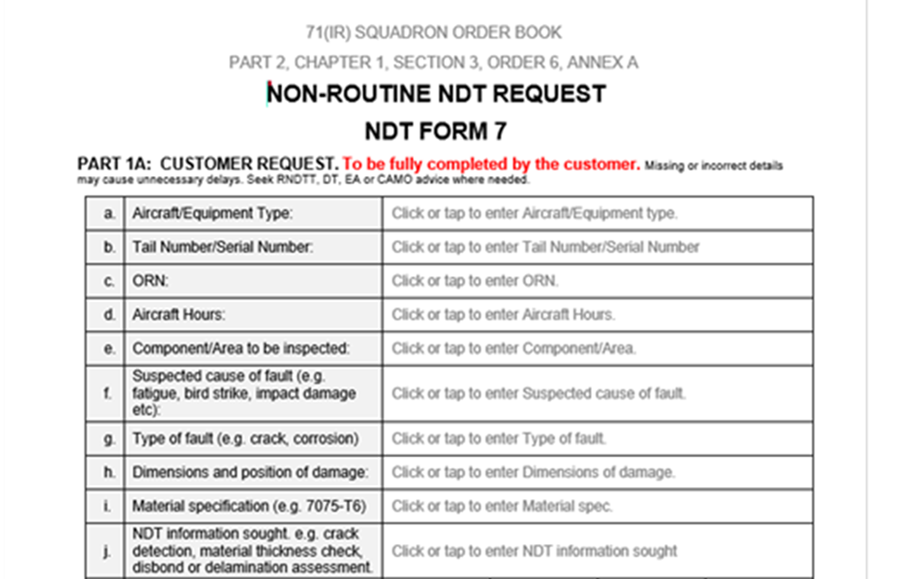 71(IR) SQUADRON ORDER BOOK
PART 2, CHAPTER 1, SECTION 3, ORDER 6, ANNEX A
NON-ROUTINE NDT REQUEST
NDT FORM 7
PART 1A: CUSTOMER REQUEST. To be fully completed by the customer. Missing or incorrect details
may cause unnecessary delays. Seek RNDTT, DT, EA or CAMO advice where needed.
a. Aircraft/Equipment Type: Click or tap to enter Aircraft/Equipment type.
b. Tail Number/Serial Number: Click or tap to enter Tail Number/Serial Number
c. ORN: Click or tap to enter ORN.
d. Aircraft Hours: Click or tap to enter Aircraft Hours.
e. Component/Area to be inspected: Click or tap to enter Component/Area.
f. Suspected cause of fault (e.g.
fatigue, bird strike, impact damage
etc): Click or tap to enter Suspected cause of fault.
g. Type of fault (e.g. crack, corrosion) Click or tap to enter Type of fault.
h. Dimensions and position of damage: Click or tap to enter Dimensions of damage.
i. Material specification (e.g. 7075-T6) Click or tap to enter Material spec.
j. NDT information sought. e.g. crack
detection, material thickness check,
disbond or delamination assessment. Click or tap to enter NDT information sought